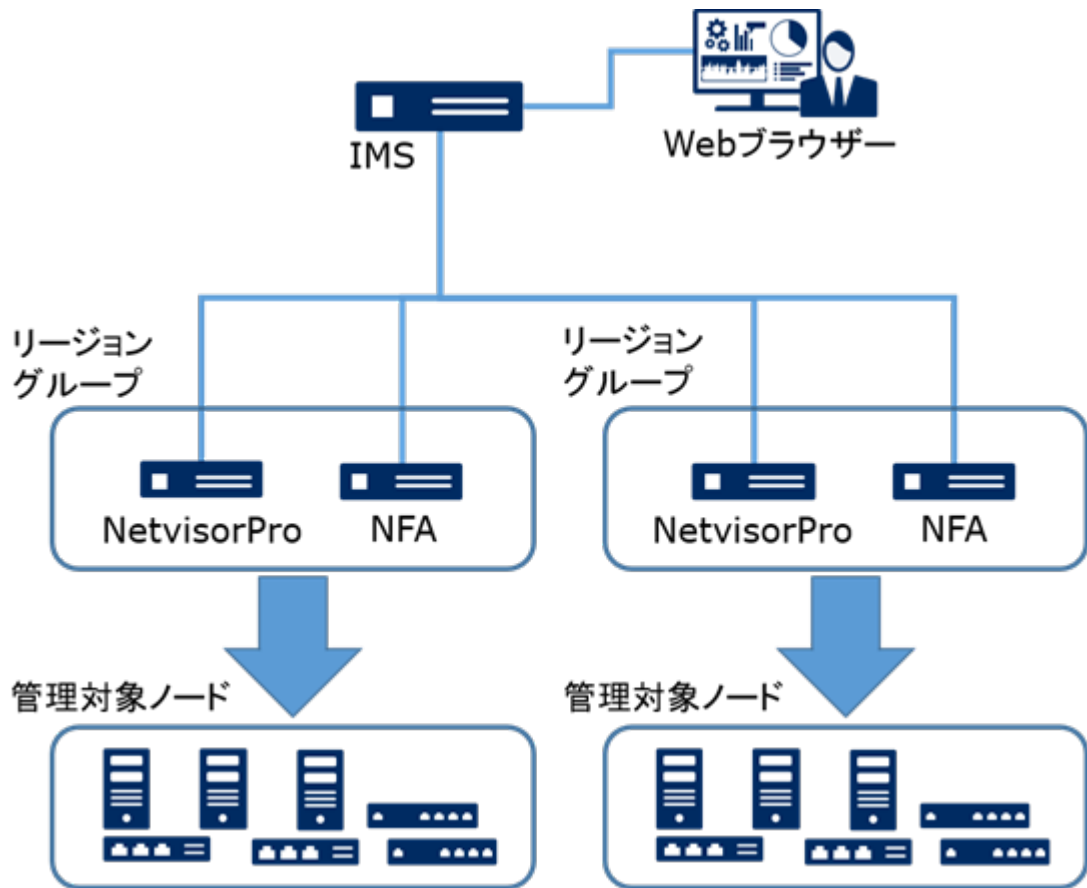 Webブラウザー
IMS
リージョン
グループ
リージョン
グループ
NetvisorPro
NFA
NetvisorPro
NFA
管理対象ノード
管理対象ノード